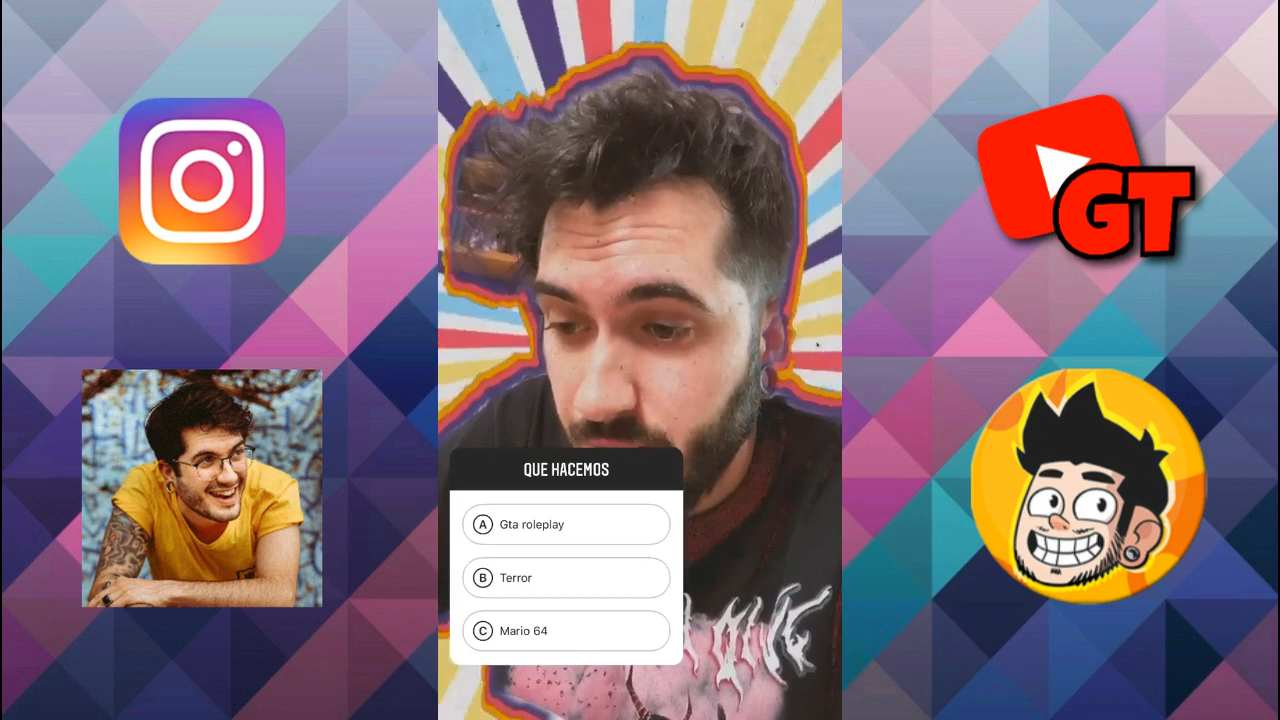 GT
QUE HACEMOS
A Gta roleplay
B Terror
C Mario 64